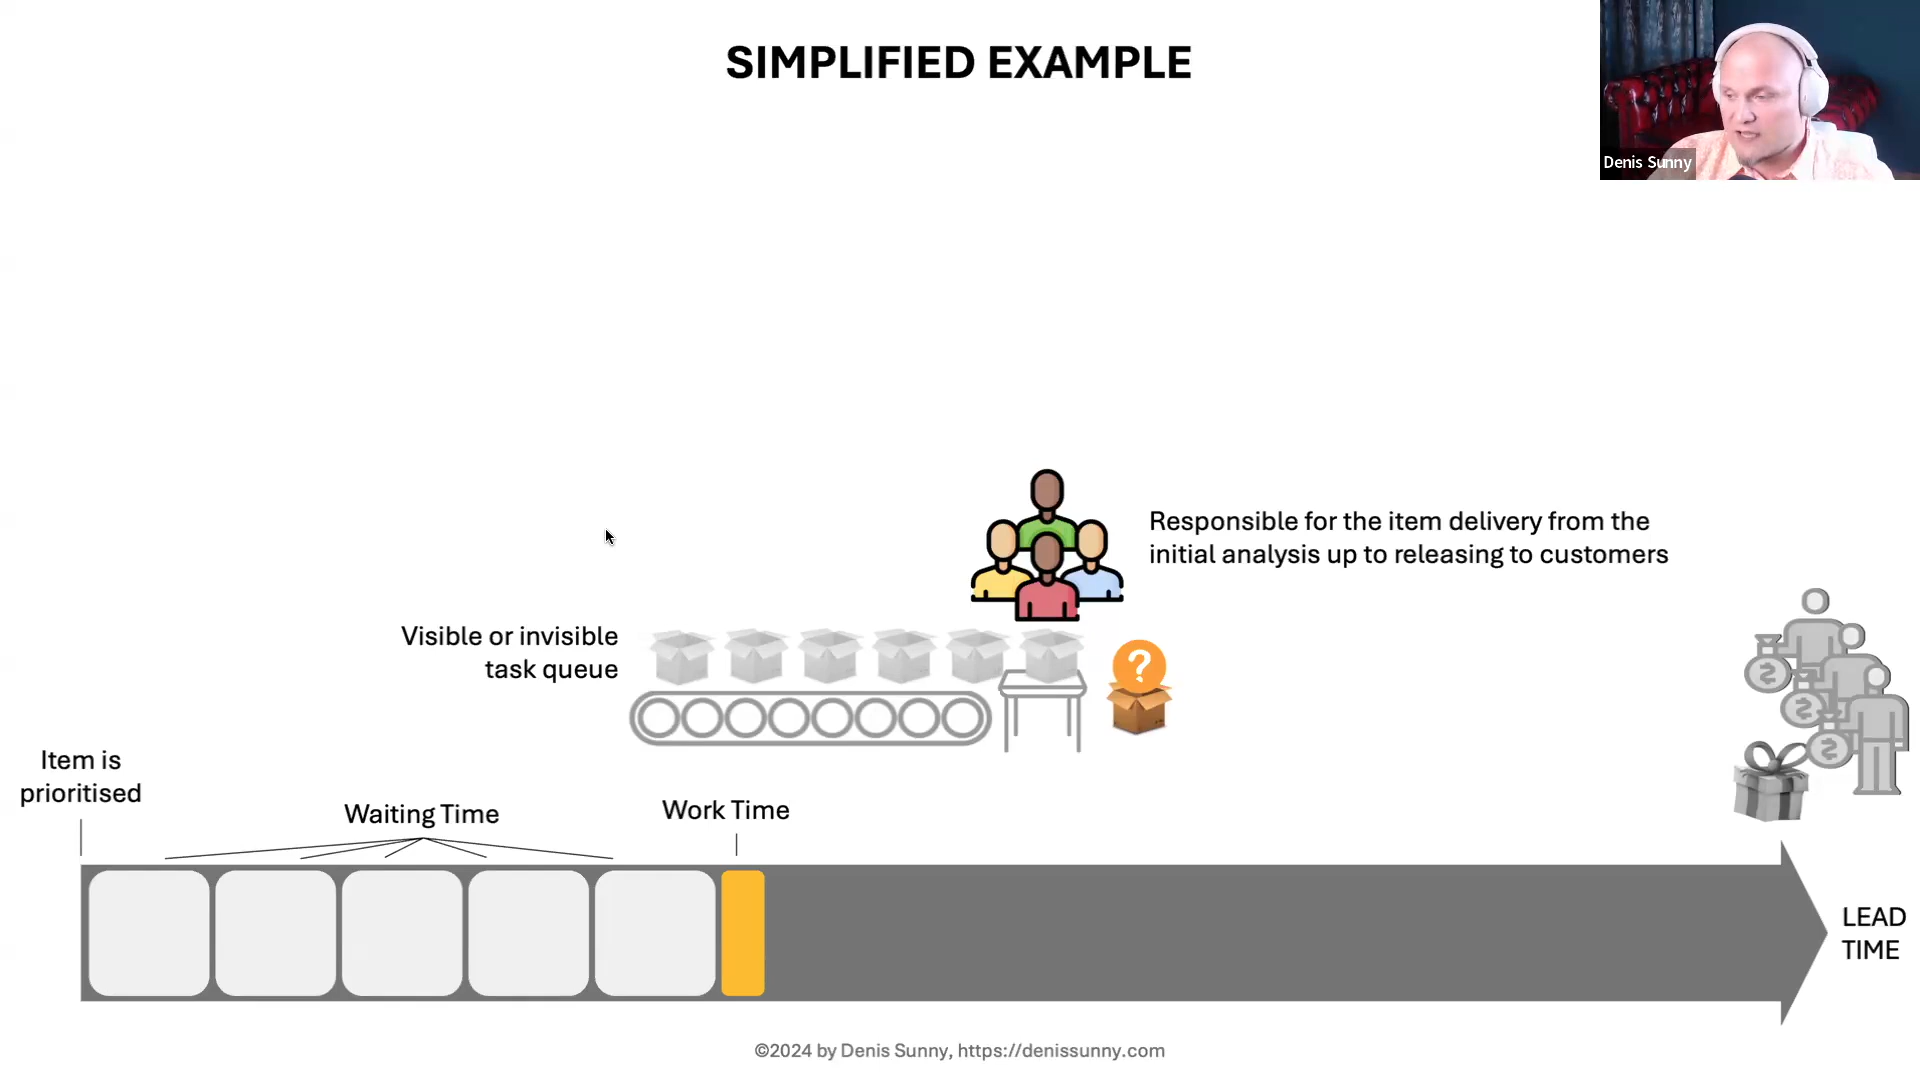 SIMPLIFIED EXAMPLE
Denis Sunny
Responsible for the item delivery from the
initial analysis up to releasing to customers
Visible or invisible
task queue
?
Item is
prioritised
Waiting Time
Work Time
LEAD
TIME
©2024 by Denis Sunny, https://denissunny.com